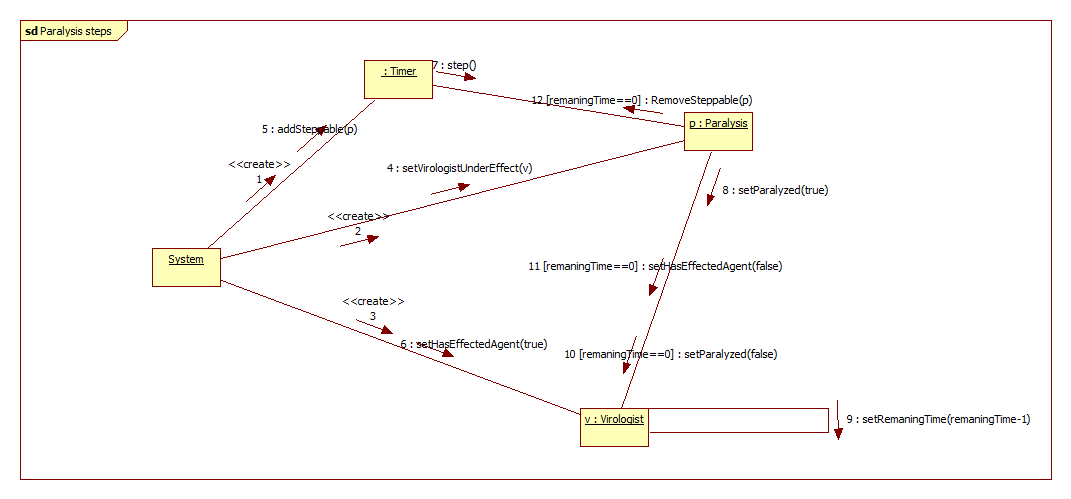 sd Paralysis steps
7 : step()
: Timer
12 [remaningTime==0] : RemoveSteppable(p)
p : Paralysis
5 : addSteppable(p)
<<create>>
1
4 : setVirologistUnderEffect(v)
8 : setParalyzed(true)
<<create>>
2
System
11 [remaningTime==0] : setHasEffectedAgent(false)
<<create>>
3
6 : setHasEffectedAgent(true)
10 [remaningTime==0] : setParalyzed(false)
v : Virologist
9 : setRemaningTime(remaningTime-1)